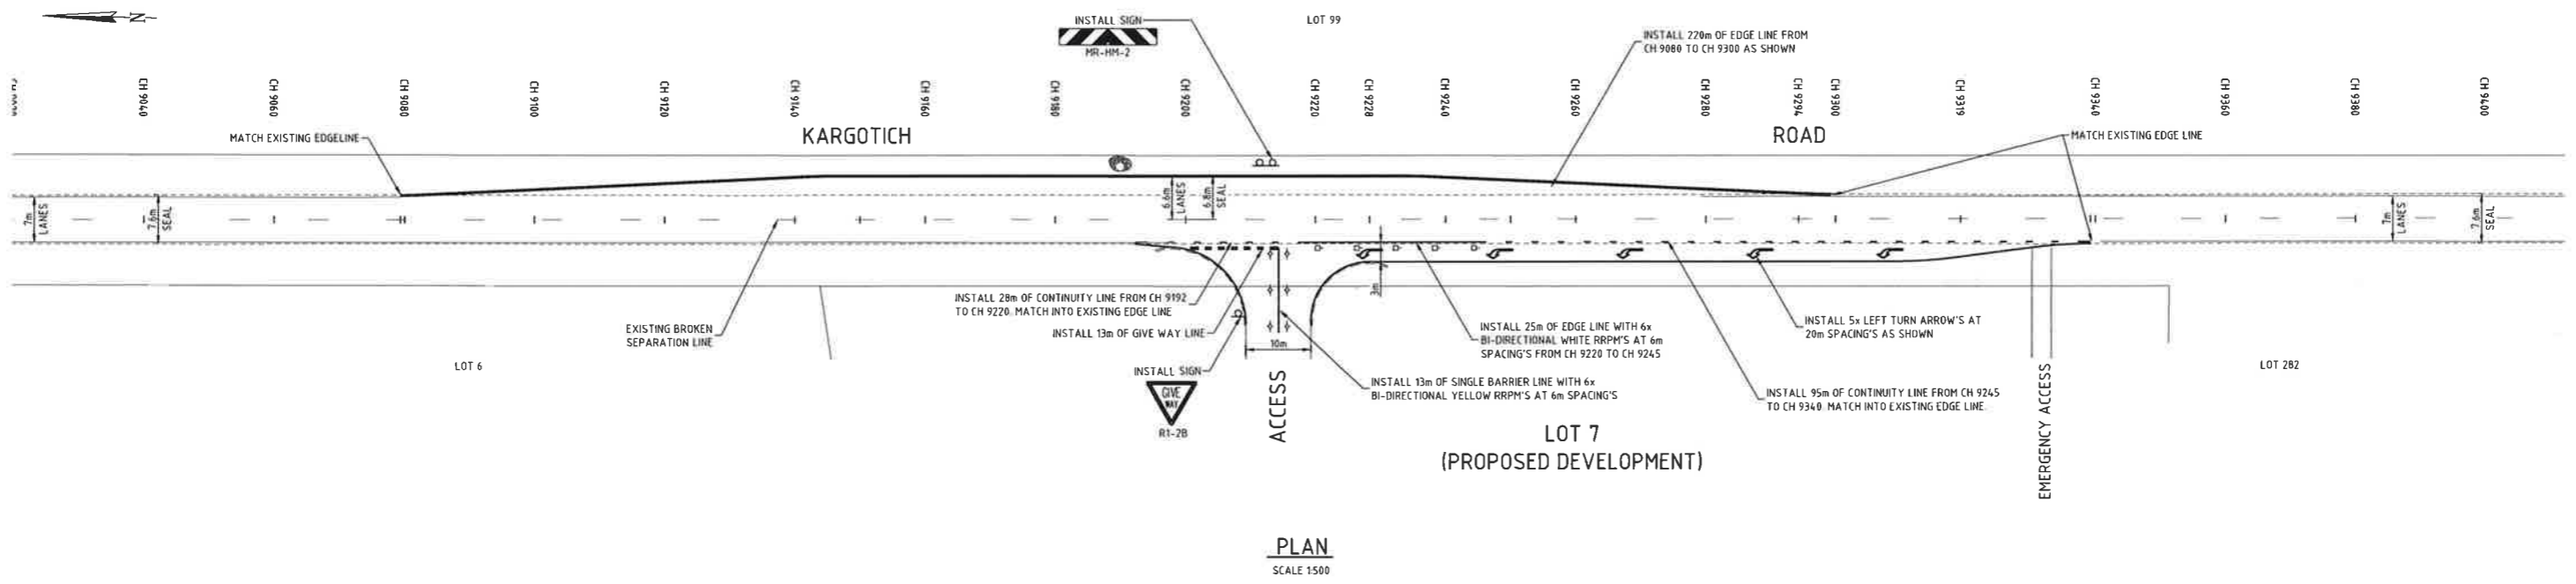 N
INSTALL SIGN
MR-HM-2
LOT 99
INSTALL 220m OF EDGE LINE FROM
CH 9080 TO CH 9300 AS SHOWN
CH 9040
CH 9060
CH 9080
CH 9100
CH 9120
CH 9140
CH 9160
CH 9180
CH 9200
CH 9220
CH 9228
CH 9240
CH 9260
CH 9280
CH 9294
CH 9300
CH 9319
CH 9340
CH 9360
CH 9380
CH 9400
MATCH EXISTING EDGELINE
KARGOTICH
ROAD
MATCH EXISTING EDGE LINE
7m
LANES
7.6m
SEAL
6.6m
LANES
6.8m
SEAL
7m
LANES
7.6m
SEAL
3m
INSTALL 28m OF CONTINUITY LINE FROM CH 9192
TO CH 9220. MATCH INTO EXISTING EDGE LINE
EXISTING BROKEN
SEPARATION LINE
INSTALL 13m OF GIVE WAY LINE
INSTALL 25m OF EDGE LINE WITH 6x
BI-DIRECTIONAL WHITE RRPM'S AT 6m
SPACING'S FROM CH 9220 TO CH 9245
INSTALL 5x LEFT TURN ARROW'S AT
20m SPACING'S AS SHOWN
10m
LOT 6
LOT 282
INSTALL SIGN
GIVE
WAY
R1-2B
ACCESS
INSTALL 13m OF SINGLE BARRIER LINE WITH 6x
BI-DIRECTIONAL YELLOW RRPM'S AT 6m SPACING'S
INSTALL 95m OF CONTINUITY LINE FROM CH 9245
TO CH 9340. MATCH INTO EXISTING EDGE LINE.
EMERGENCY ACCESS
LOT 7
(PROPOSED DEVELOPMENT)
PLAN
SCALE 1:500